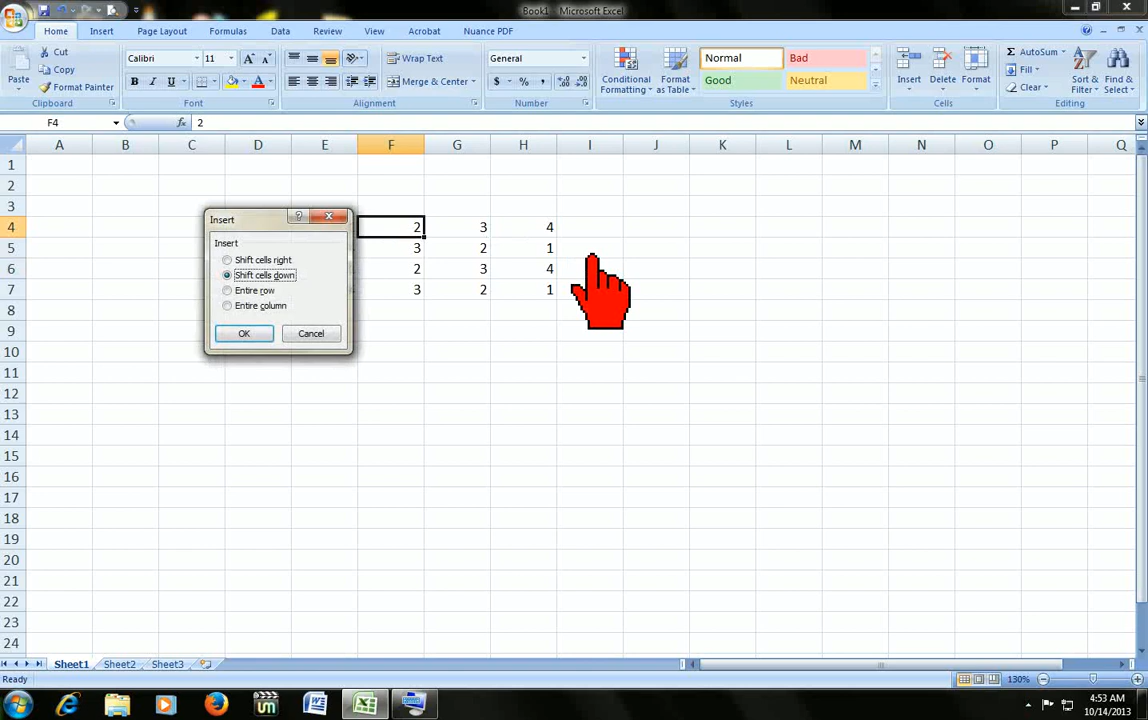 Book1 - Microsoft Excel
Home Insert Page Layout Formulas Data Review View Acrobat Nuance PDF
Paste
Cut
Copy
Format Painter
Clipboard
Calibri 11
B I U
Font
Wrap Text
Merge & Center
Alignment
General
$ % ,
Number
Conditional Formatting
Format as Table
Normal Bad
Good Neutral
Styles
Insert Delete Format
Cells
AutoSum
Fill
Clear
Sort & Filter
Find & Select
Editing
F4 fx 2
A B C D E F G H I J K L M N O P Q
1
2
3
4 2 3 4
5 3 2 1
6 2 3 4
7 3 2 1
8
9
10
11
12
13
14
15
16
17
18
19
20
21
22
23
24
Insert
Insert
Shift cells right
Shift cells down
Entire row
Entire column
OK Cancel
Sheet1 Sheet2 Sheet3
Ready 130%
4:53 AM
10/14/2013